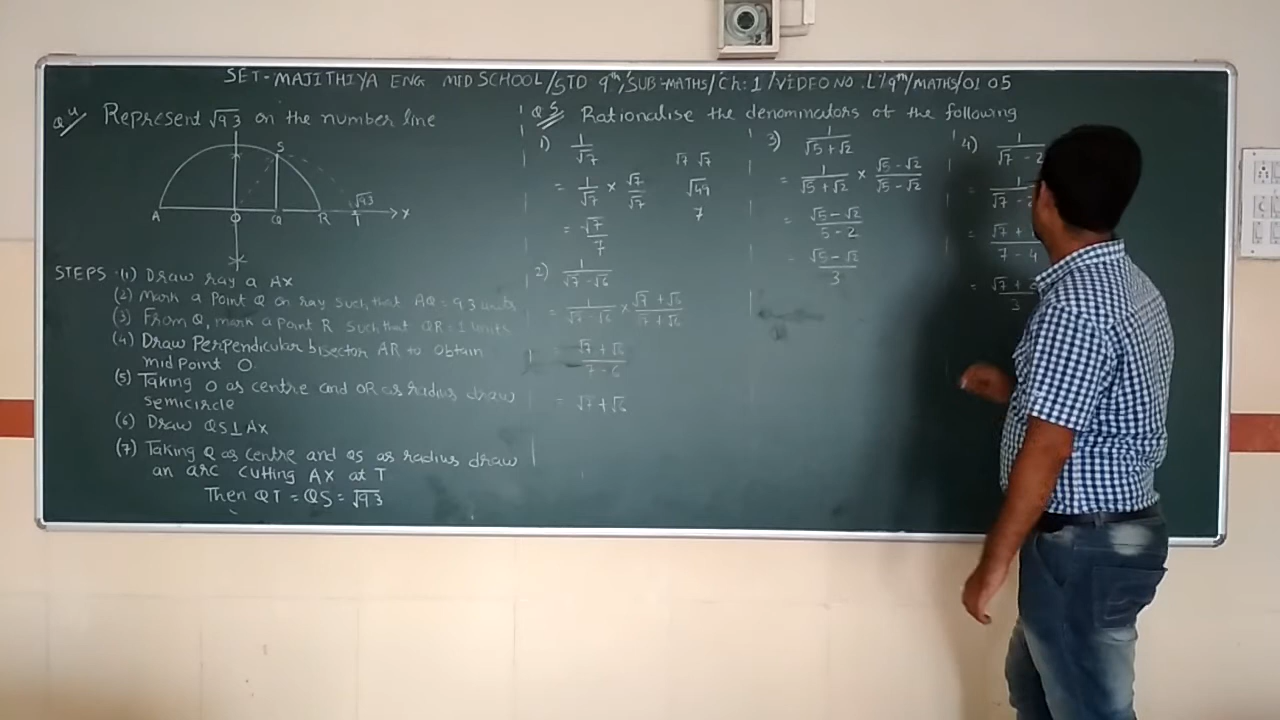 SET-MAJITHIYA ENG MED SCHOOL/STD 9th/SUB-MATHS/Ch:1/VIDEO NO.L/9th/MATHS/01 05
Q4 Represent √9.3 on the number line
S
√9.3
A O Q R T X
STEPS (1) Draw ray a AX
(2) Mark a Point Q on ray such that AQ = 9.3 units
(3) From Q, mark a point R such that QR = 1 units
(4) Draw Perpendicular bisector AR to obtain
midpoint O.
(5) Taking O as centre and OR as radius draw
semicircle
(6) Draw QS⊥AX
(7) Taking Q as centre and QS as radius draw
an arc cutting AX at T
Then QT = QS = √9.3
Q5 Rationalise the denominators of the following
1) 1/√7
= 1/√7 × √7/√7
= √7/7
√7 √7
√49
7
2) 1/√7-√6
= 1/√7-√6 × √7+√6/√7+√6
= √7+√6/7-6
= √7+√6
3) 1/√5+√2
= 1/√5+√2 × √5-√2/√5-√2
= √5-√2/5-2
= √5-√2/3
4) 1/√7-2
= 1/√7-2
= √7+/7-4
= √7+2/3